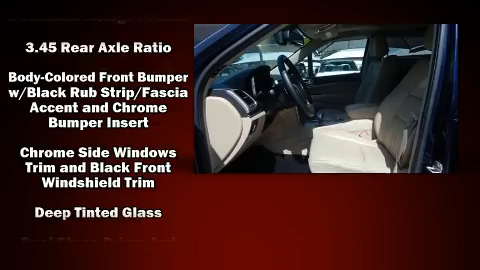 3.45 Rear Axle Ratio
Body-Colored Front Bumper
w/Black Rub Strip/Fascia
Accent and Chrome
Bumper Insert
Chrome Side Windows
Trim and Black Front
Windshield Trim
Deep Tinted Glass